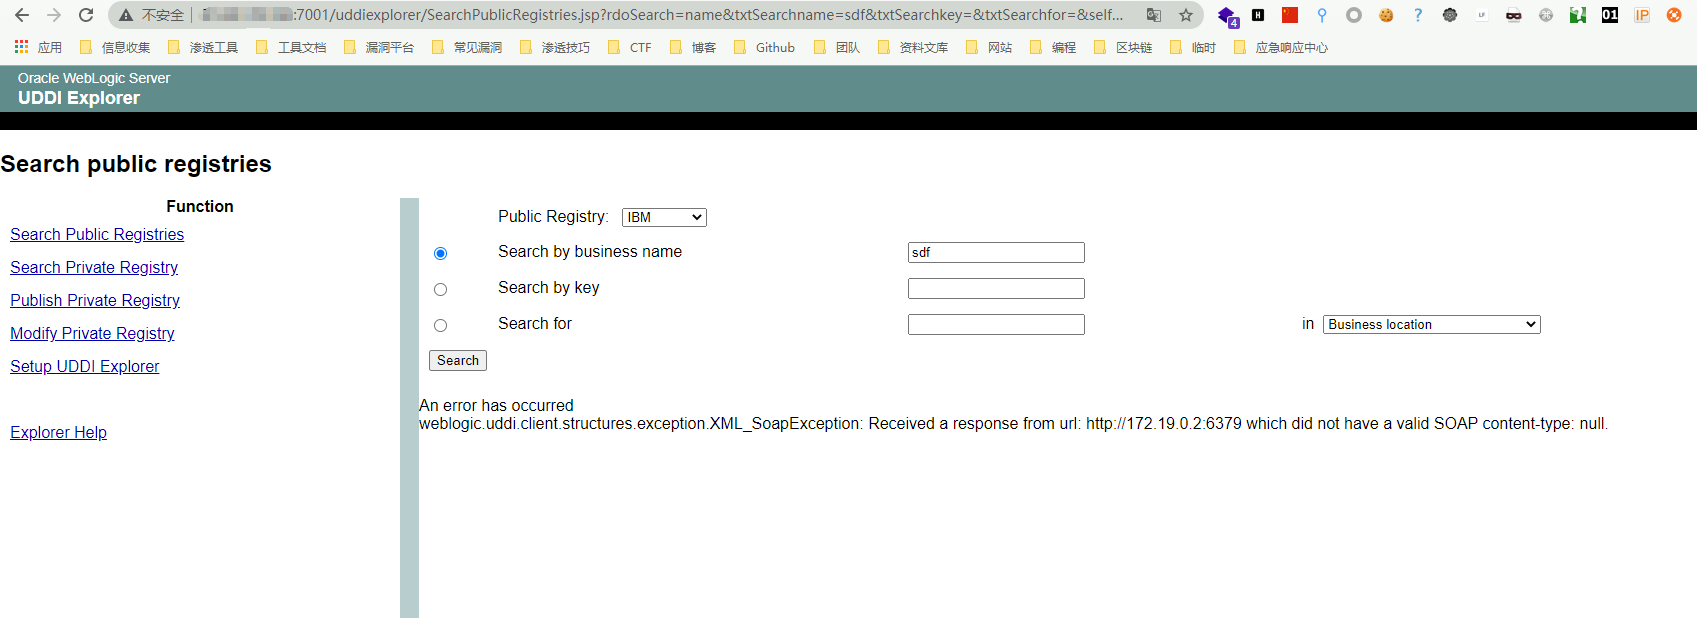 不安全 :7001/uddiexplorer/SearchPublicRegistries.jsp?rdoSearch=name&txtSearchname=sdf&txtSearchkey=&txtSearchfor=&self...
4 H ? LF 01 IP
应用 信息收集 渗透工具 工具文档 漏洞平台 常见漏洞 渗透技巧 CTF 博客 Github 团队 资料文库 网站 编程 区块链 临时 应急响应中心
Oracle WebLogic Server
UDDI Explorer
Search public registries
Function
Search Public Registries
Search Private Registry
Publish Private Registry
Modify Private Registry
Setup UDDI Explorer
Explorer Help
Public Registry: IBM
Search by business name sdf
Search by key
Search for in Business location
Search
An error has occurred
weblogic.uddi.client.structures.exception.XML_SoapException: Received a response from url: http://172.19.0.2:6379 which did not have a valid SOAP content-type: null.